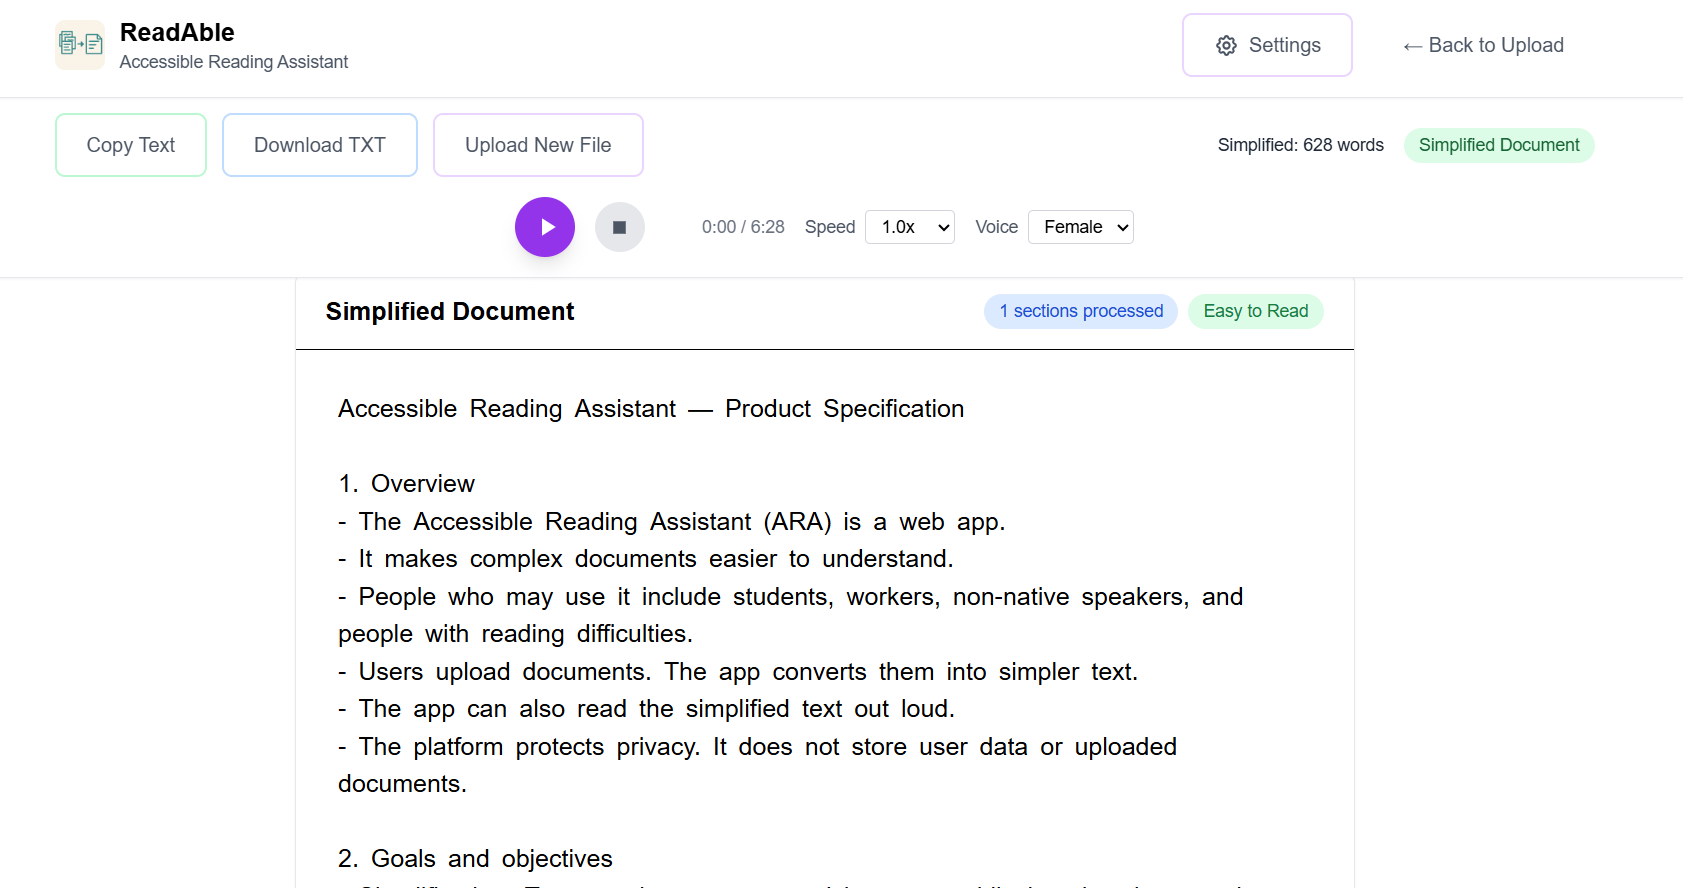 ReadAble
Accessible Reading Assistant
Settings
← Back to Upload
Copy Text
Download TXT
Upload New File
Simplified: 628 words
Simplified Document
0:00 / 6:28
Speed
1.0x
Voice
Female
Simplified Document
1 sections processed
Easy to Read
Accessible Reading Assistant — Product Specification
1. Overview
- The Accessible Reading Assistant (ARA) is a web app.
- It makes complex documents easier to understand.
- People who may use it include students, workers, non-native speakers, and
people with reading difficulties.
- Users upload documents. The app converts them into simpler text.
- The app can also read the simplified text out loud.
- The platform protects privacy. It does not store user data or uploaded
documents.
2. Goals and objectives